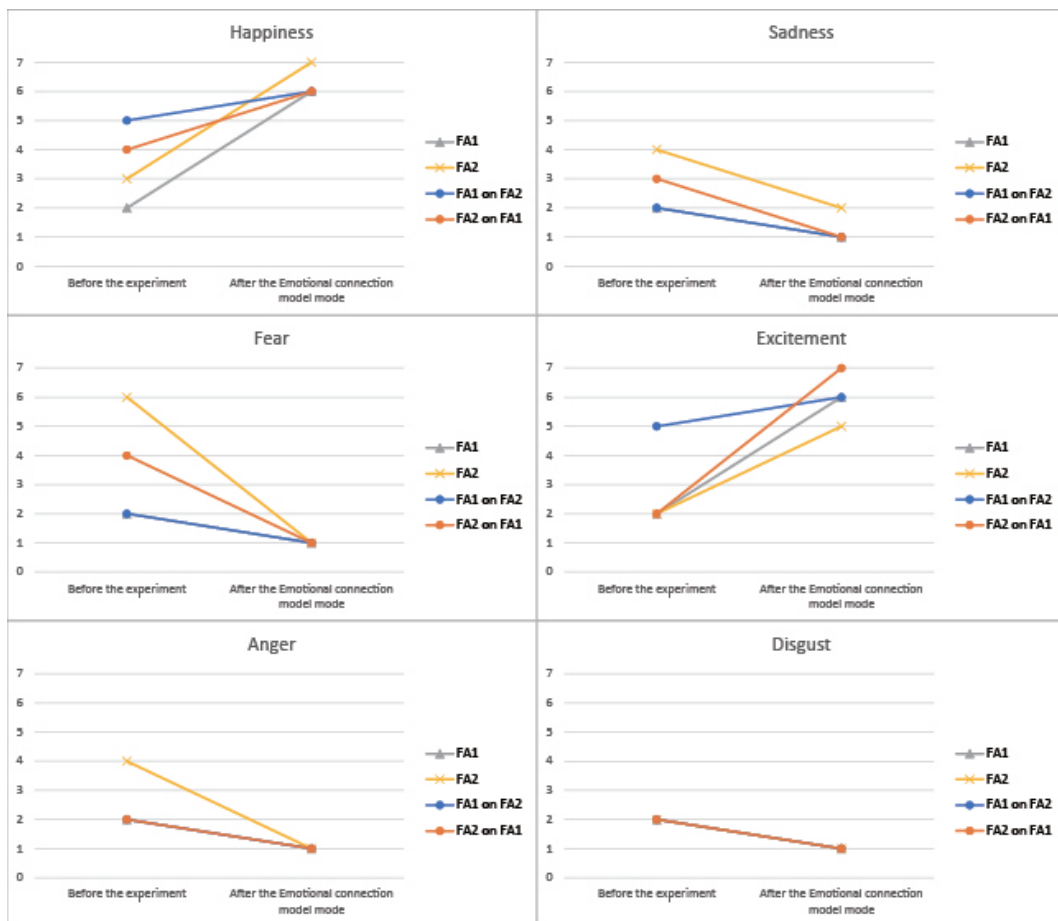 Happiness
7
6
5
4
3
2
1
0
Before the experiment
After the Emotional connection
model mode
FA1
FA2
FA1 on FA2
FA2 on FA1
Sadness
7
6
5
4
3
2
1
0
Before the experiment
After the Emotional connection
model mode
FA1
FA2
FA1 on FA2
FA2 on FA1
Fear
7
6
5
4
3
2
1
0
Before the experiment
After the Emotional connection
model mode
FA1
FA2
FA1 on FA2
FA2 on FA1
Excitement
7
6
5
4
3
2
1
0
Before the experiment
After the Emotional connection
model mode
FA1
FA2
FA1 on FA2
FA2 on FA1
Anger
7
6
5
4
3
2
1
0
Before the experiment
After the Emotional connection
model mode
FA1
FA2
FA1 on FA2
FA2 on FA1
Disgust
7
6
5
4
3
2
1
0
Before the experiment
After the Emotional connection
model mode
FA1
FA2
FA1 on FA2
FA2 on FA1